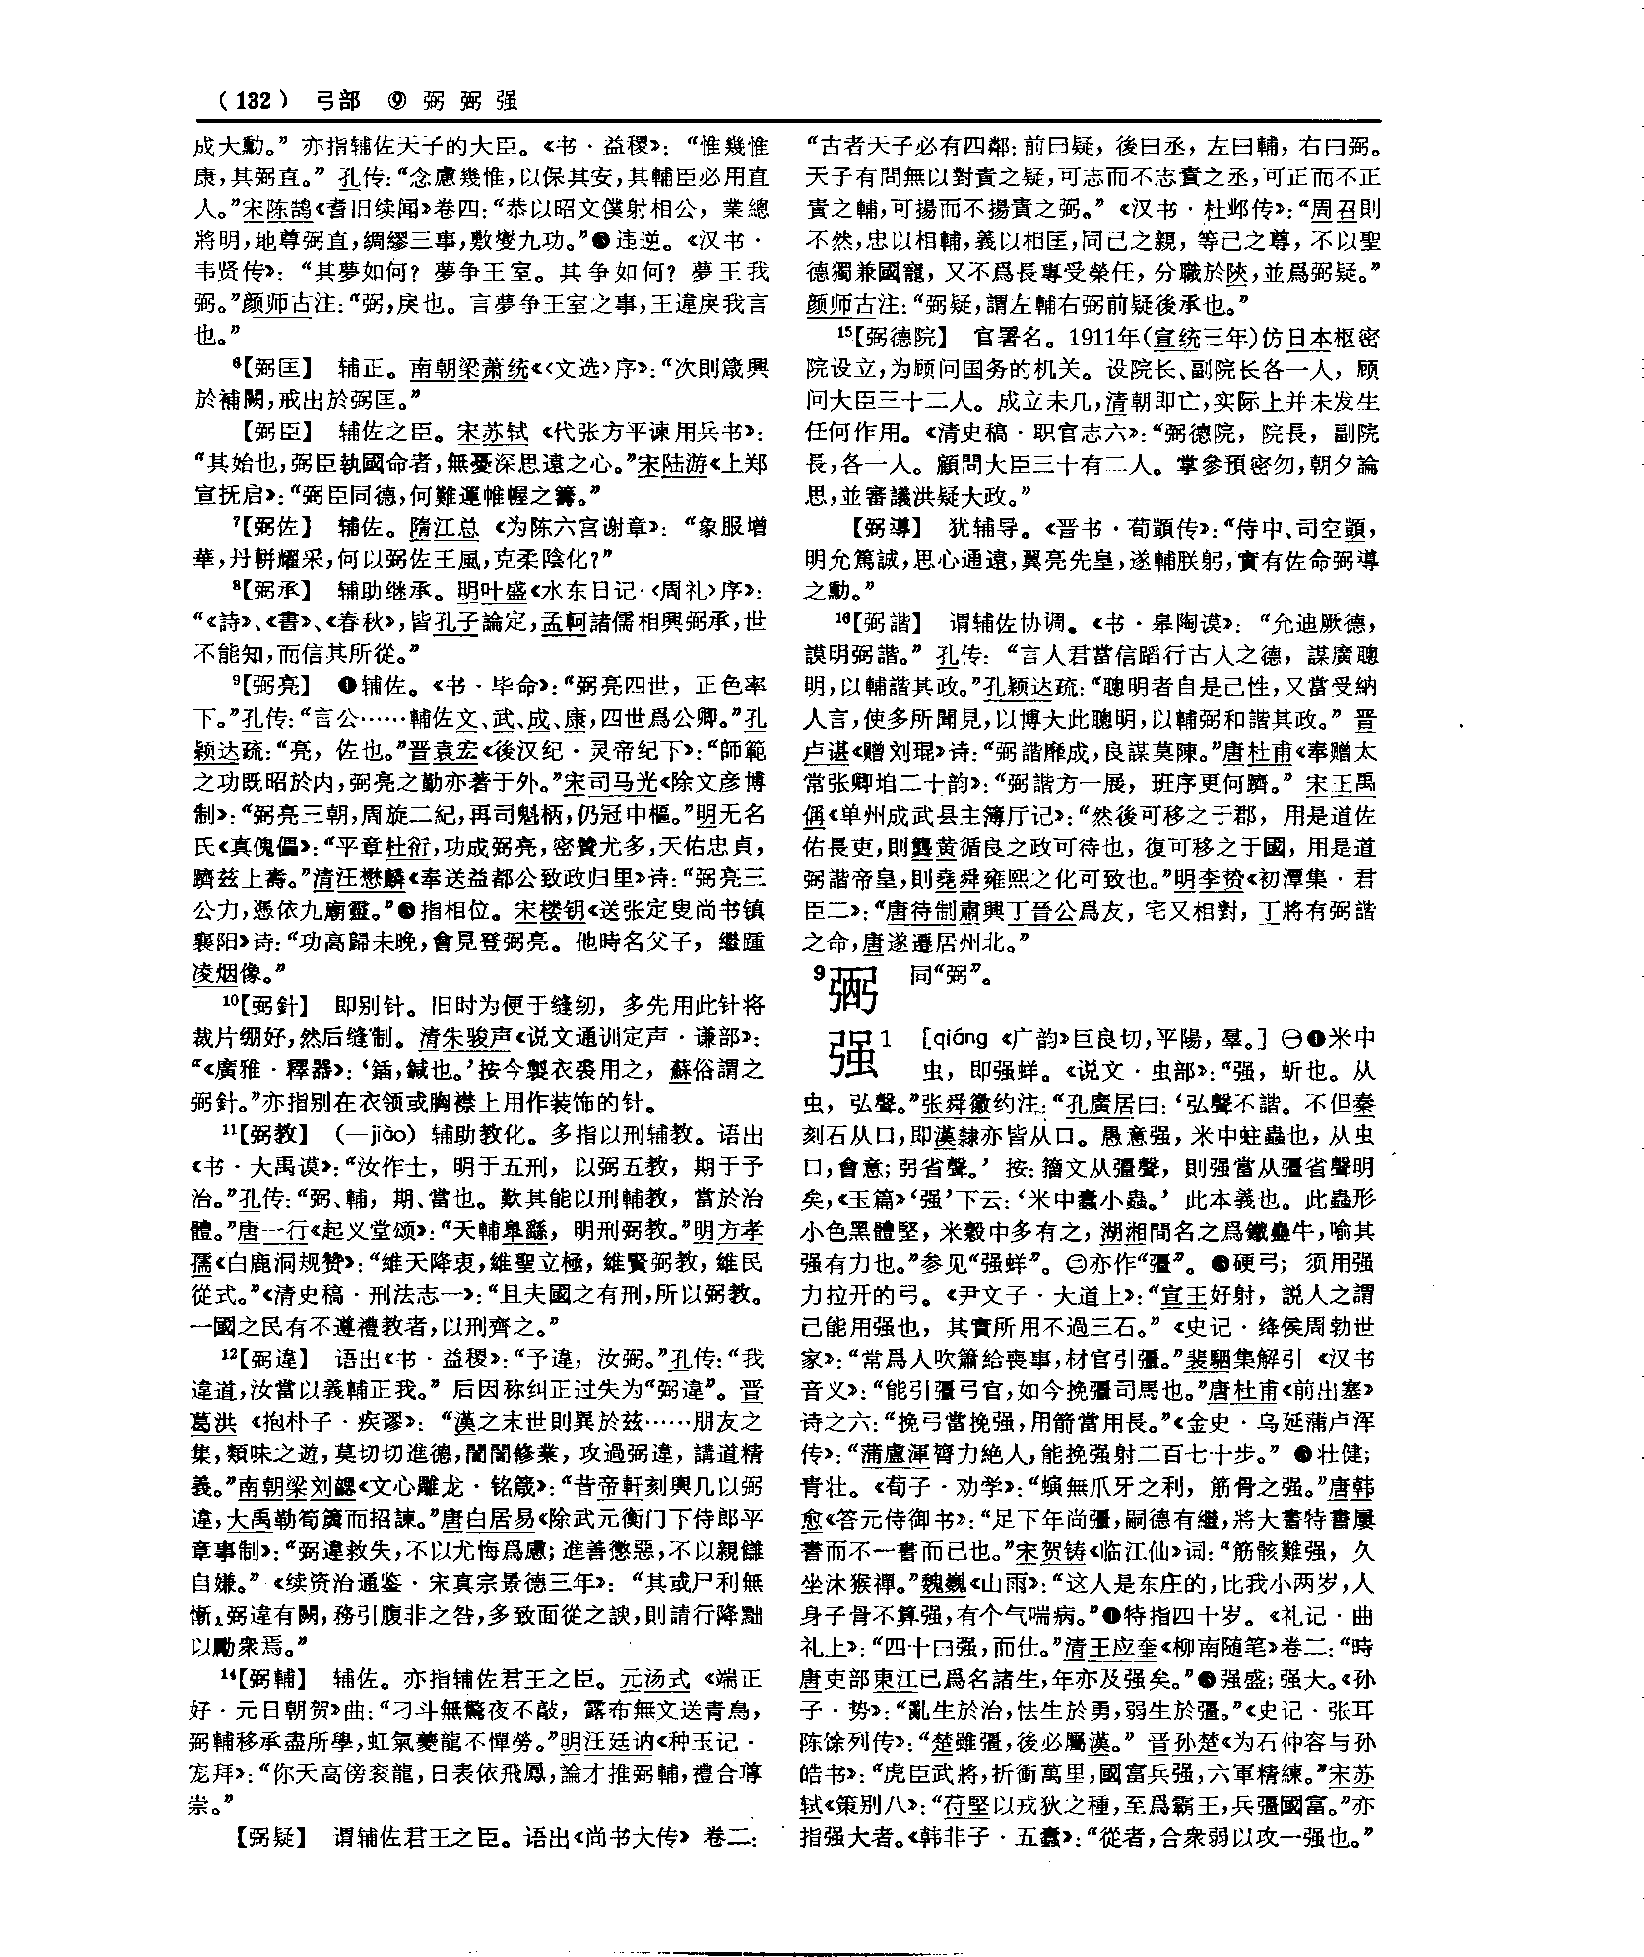 （132） 弓部 ⑨ 弼 弻 强
成大勳。”亦指辅佐天子的大臣。《书·益稷》：“惟幾惟
康，其弼直。”孔传：“念慮幾惟，以保其安，其輔臣必用直
人。”宋陈鹄《耆旧续闻》卷四：“恭以昭文僕射相公，業總
將明，地尊弼直，綢繆三事，敷燮九功。”❺违逆。《汉书·
韦贤传》：“其夢如何？夢争王室。其争如何？夢王我
弼。”颜师古注：“弼，戾也。言夢争王室之事，王違戾我言
也。”
⁶【弼匡】 辅正。南朝梁萧统《〈文选〉序》：“次則箴興
於補闕，戒出於弼匡。”
【弼臣】 辅佐之臣。宋苏轼《代张方平谏用兵书》：
“其始也，弼臣執國命者，無憂深思遠之心。”宋陆游《上郑
宣抚启》：“弼臣同德，何難運帷幄之籌。”
⁷【弼佐】 辅佐。隋江总《为陈六宫谢章》：“象服增
華，丹軿耀采，何以弼佐王風，克柔陰化？”
⁸【弼承】 辅助继承。明叶盛《水东日记·〈周礼〉序》：
“《詩》、《書》、《春秋》，皆孔子論定，孟軻諸儒相興弼承，世
不能知，而信其所從。”
⁹【弼亮】 ❶辅佐。《书·毕命》：“弼亮四世，正色率
下。”孔传：“言公……輔佐文、武、成、康，四世爲公卿。”孔
颖达疏：“亮，佐也。”晋袁宏《後汉纪·灵帝纪下》：“師範
之功既昭於内，弼亮之勤亦著于外。”宋司马光《除文彦博
制》：“弼亮三朝，周旋二紀，再司魁柄，仍冠中樞。”明无名
氏《真傀儡》：“平章杜衍，功成弼亮，密贊尤多，天佑忠貞，
躋兹上壽。”清汪懋麟《奉送益都公致政归里》诗：“弼亮三
公力，憑依九廟靈。”❷指相位。宋楼钥《送张定叟尚书镇
襄阳》诗：“功高歸未晚，會見登弼亮。他時名父子，繼踵
凌烟像。”
¹⁰【弼針】 即别针。旧时为便于缝纫，多先用此针将
裁片绷好，然后缝制。清朱骏声《说文通训定声·谦部》：
“《廣雅·釋器》：‘銛，鍼也。’按今製衣裘用之，蘇俗謂之
弼針。”亦指别在衣领或胸襟上用作装饰的针。
¹¹【弼教】 （—jiào）辅助教化。多指以刑辅教。语出
《书·大禹谟》：“汝作士，明于五刑，以弼五教，期于予
治。”孔传：“弼、輔，期、當也。歎其能以刑輔教，當於治
體。”唐一行《起义堂颂》：“天輔皋繇，明刑弼教。”明方孝
孺《白鹿洞规赞》：“維天降衷，維聖立極，維賢弼教，維民
從式。”《清史稿·刑法志一》：“且夫國之有刑，所以弼教。
一國之民有不遵禮教者，以刑齊之。”
¹²【弼違】 语出《书·益稷》：“予違，汝弼。”孔传：“我
違道，汝當以義輔正我。”后因称纠正过失为“弼違”。晋
葛洪《抱朴子·疾谬》：“漢之末世則異於兹……朋友之
集，類味之遊，莫切切進德，誾誾修業，攻過弼違，講道精
義。”南朝梁刘勰《文心雕龙·铭箴》：“昔帝軒刻輿几以弼
違，大禹勒筍簴而招諫。”唐白居易《除武元衡门下侍郎平
章事制》：“弼違救失，不以尤悔爲慮；進善懲惡，不以親讎
自嫌。”《续资治通鉴·宋真宗景德三年》：“其或尸利無
慚，弼違有闕，務引腹非之咎，多致面從之諛，則請行降黜
以勵衆焉。”
¹⁴【弼輔】 辅佐。亦指辅佐君王之臣。元汤式《端正
好·元日朝贺》曲：“刁斗無驚夜不敲，露布無文送青鳥，
弼輔移承盡所學，虹氣夔龍不憚勞。”明汪廷讷《种玉记·
宠拜》：“你天高傍衮龍，日表依飛鳳，論才推弼輔，禮合尊
崇。”
【弼疑】 谓辅佐君王之臣。语出《尚书大传》卷二：
“古者天子必有四鄰：前曰疑，後曰丞，左曰輔，右曰弼。
天子有問無以對責之疑，可志而不志責之丞，可正而不正
責之輔，可揚而不揚責之弼。”《汉书·杜邺传》：“周召則
不然，忠以相輔，義以相匡，同己之親，等己之尊，不以聖
德獨兼國寵，又不爲長專受榮任，分職於陝，並爲弼疑。”
颜师古注：“弼疑，謂左輔右弼前疑後承也。”
¹⁵【弼德院】 官署名。1911年（宣统三年）仿日本枢密
院设立，为顾问国务的机关。设院长、副院长各一人，顾
问大臣三十二人。成立未几，清朝即亡，实际上并未发生
任何作用。《清史稿·职官志六》：“弼德院，院長，副院
長，各一人。顧問大臣三十有二人。掌參預密勿，朝夕論
思，並審議洪疑大政。”
【弼導】 犹辅导。《晋书·荀顗传》：“侍中、司空顗，
明允篤誠，思心通遠，翼亮先皇，遂輔朕躬，實有佐命弼導
之勳。”
¹⁶【弼諧】 谓辅佐协调。《书·皋陶谟》：“允迪厥德，
謨明弼諧。”孔传：“言人君當信蹈行古人之德，謀廣聰
明，以輔諧其政。”孔颖达疏：“聰明者自是己性，又當受納
人言，使多所聞見，以博大此聰明，以輔弼和諧其政。”晋
卢谌《赠刘琨》诗：“弼諧靡成，良謀莫陳。”唐杜甫《奉赠太
常张卿垍二十韵》：“弼諧方一展，班序更何躋。”宋王禹
偁《单州成武县主簿厅记》：“然後可移之于郡，用是道佐
佑長吏，則龔黄循良之政可待也，復可移之于國，用是道
弼諧帝皇，則堯舜雍熙之化可致也。”明李贽《初潭集·君
臣二》：“唐待制肅興丁晉公爲友，宅又相對，丁將有弼諧
之命，唐遂遷居州北。”
9弻 同“弼”。
强1 ［qiáng《广韵》巨良切，平陽，羣。］㊀❶米中
虫，即强蛘。《说文·虫部》：“强，蚚也。从
虫，弘聲。”张舜徽约注：“孔廣居曰：‘弘聲不諧。不但秦
刻石从口，即漢隸亦皆从口。愚意强，米中蛀蟲也，从虫
口，會意；弜省聲。’按：籀文从彊聲，則强當从彊省聲明
矣，《玉篇》‘强’下云：‘米中蠹小蟲。’此本義也。此蟲形
小色黑體堅，米穀中多有之，湖湘間名之爲鐵牯牛，喻其
强有力也。”参见“强蛘”。㊁亦作“彊”。❶硬弓；须用强
力拉开的弓。《尹文子·大道上》：“宣王好射，説人之謂
己能用强也，其實所用不過三石。”《史记·绛侯周勃世
家》：“常爲人吹簫給喪事，材官引彊。”裴駰集解引《汉书
音义》：“能引彊弓官，如今挽彊司馬也。”唐杜甫《前出塞》
诗之六：“挽弓當挽强，用箭當用長。”《金史·乌延蒲卢浑
传》：“蒲盧渾膂力絶人，能挽强射二百七十步。”❷壮健；
青壮。《荀子·劝学》：“螾無爪牙之利，筋骨之强。”唐韩
愈《答元侍御书》：“足下年尚彊，嗣德有繼，將大書特書屢
書而不一書而已也。”宋贺铸《临江仙》词：“筋骸難强，久
坐沐猴禪。”魏巍《山雨》：“这人是东庄的，比我小两岁，人
身子骨不算强，有个气喘病。”❸特指四十岁。《礼记·曲
礼上》：“四十曰强，而仕。”清王应奎《柳南随笔》卷二：“時
唐吏部東江已爲名諸生，年亦及强矣。”❹强盛；强大。《孙
子·势》：“亂生於治，怯生於勇，弱生於彊。”《史记·张耳
陈馀列传》：“楚雖彊，後必屬漢。”晋孙楚《为石仲容与孙
皓书》：“虎臣武將，折衝萬里，國富兵强，六軍精練。”宋苏
轼《策别八》：“苻堅以戎狄之種，至爲霸王，兵彊國富。”亦
指强大者。《韩非子·五蠹》：“從者，合衆弱以攻一强也。”